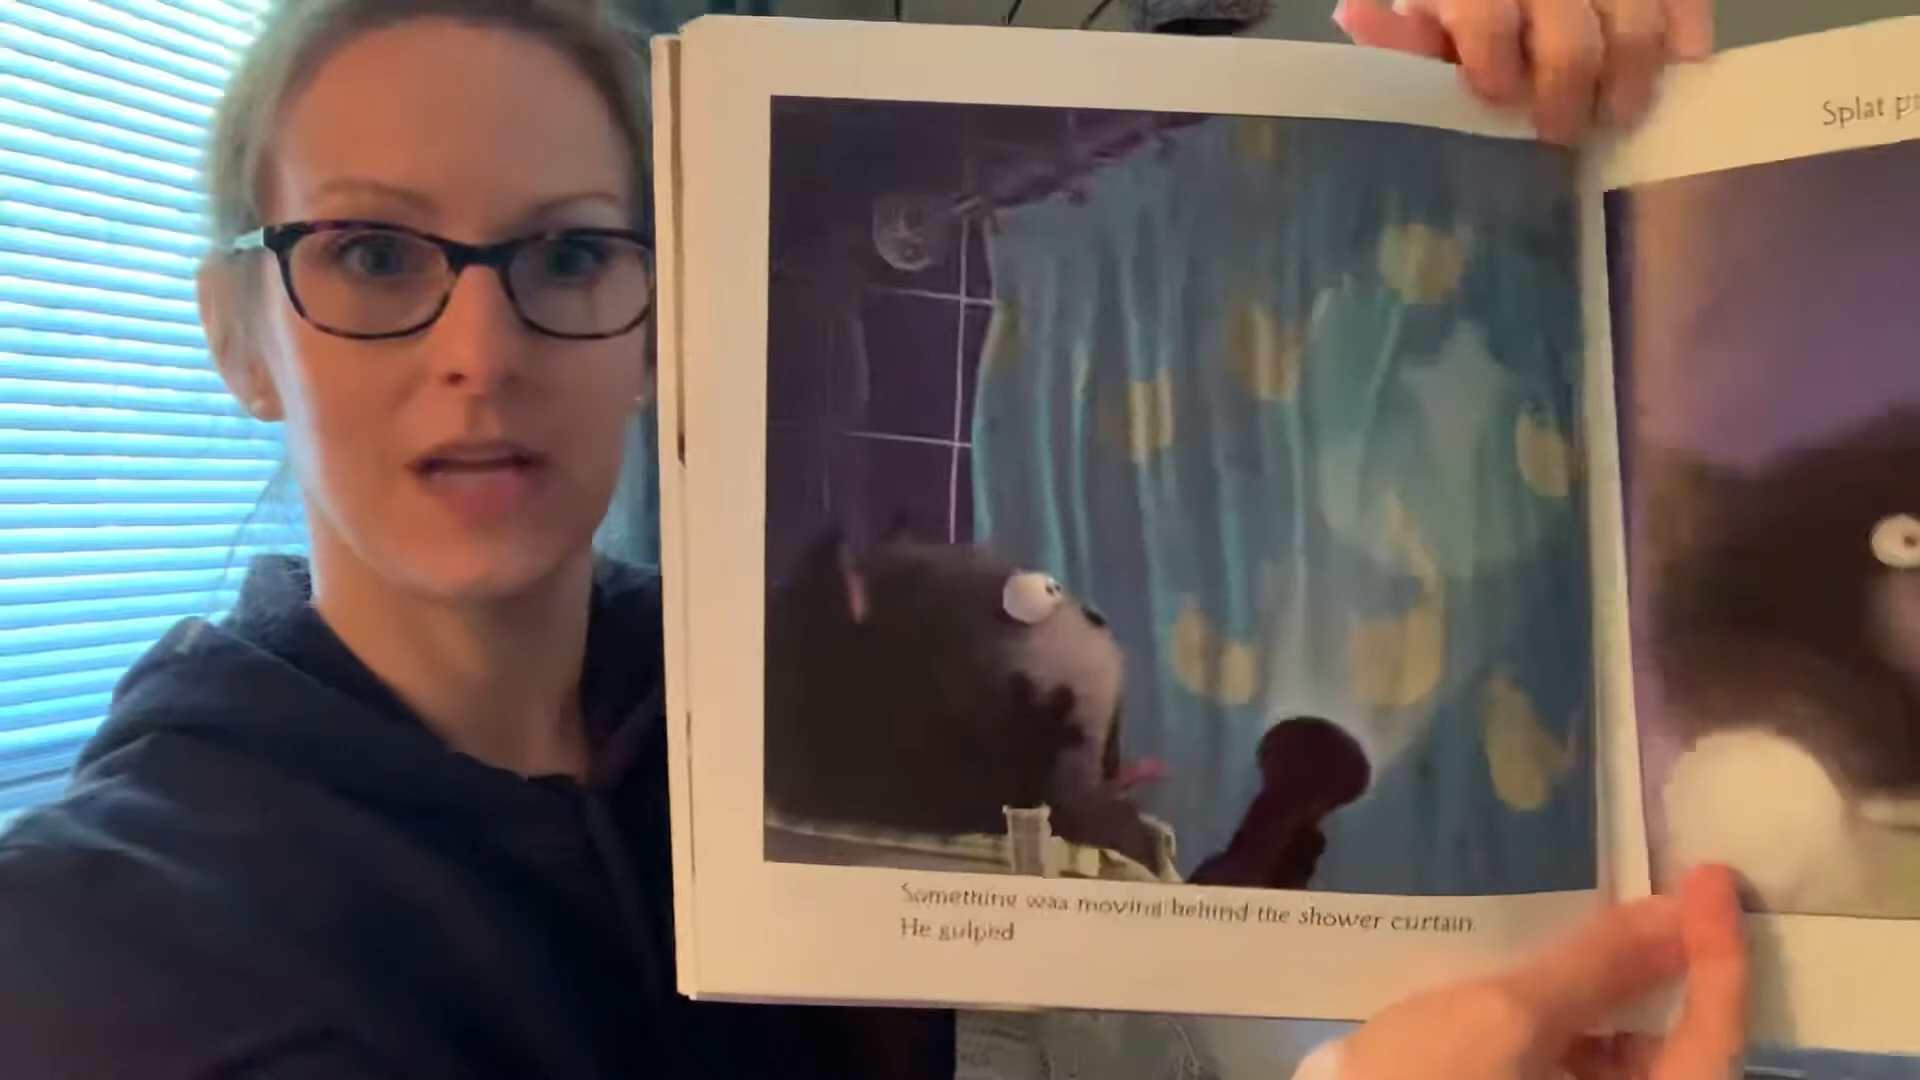 Something was moving behind the shower curtain.
He gulped
Splat